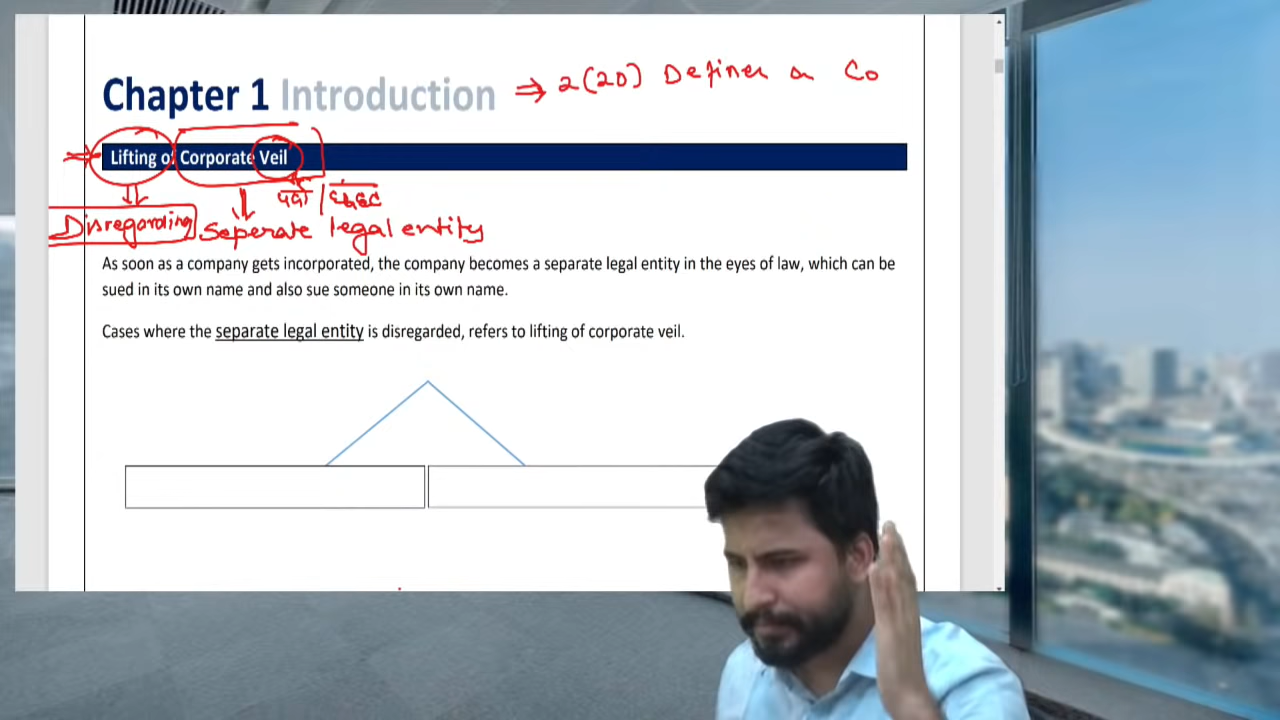 Chapter 1 Introduction ⇒ 2(20) Defines a Co
Lifting of Corporate Veil
Disregarding Seperate legal entity
As soon as a company gets incorporated, the company becomes a separate legal entity in the eyes of law, which can be
sued in its own name and also sue someone in its own name.
Cases where the separate legal entity is disregarded, refers to lifting of corporate veil.